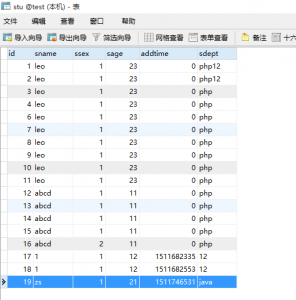 stu @test (本机) - 表
文件 编辑 查看 窗口 帮助
导入向导 导出向导 筛选向导 网格查看 表单查看 备注 十六
id sname ssex sage addtime sdept
1 leo 1 23 0 php12
2 leo 1 23 0 php12
3 leo 1 23 0 php
4 leo 1 23 0 php
5 leo 1 23 0 php
6 leo 1 23 0 php
7 leo 1 23 0 php
8 leo 1 23 0 php
9 leo 1 23 0 php
10 leo 1 23 0 php
11 leo 1 23 0 php
12 abcd 1 11 0 php
13 abcd 1 11 0 php
14 abcd 1 11 0 php
15 abcd 1 11 0 php
16 abcd 2 11 0 php
17 1 1 12 1511682335 12
18 1 1 12 1511682553 12
19 zs 1 21 1511746531 java